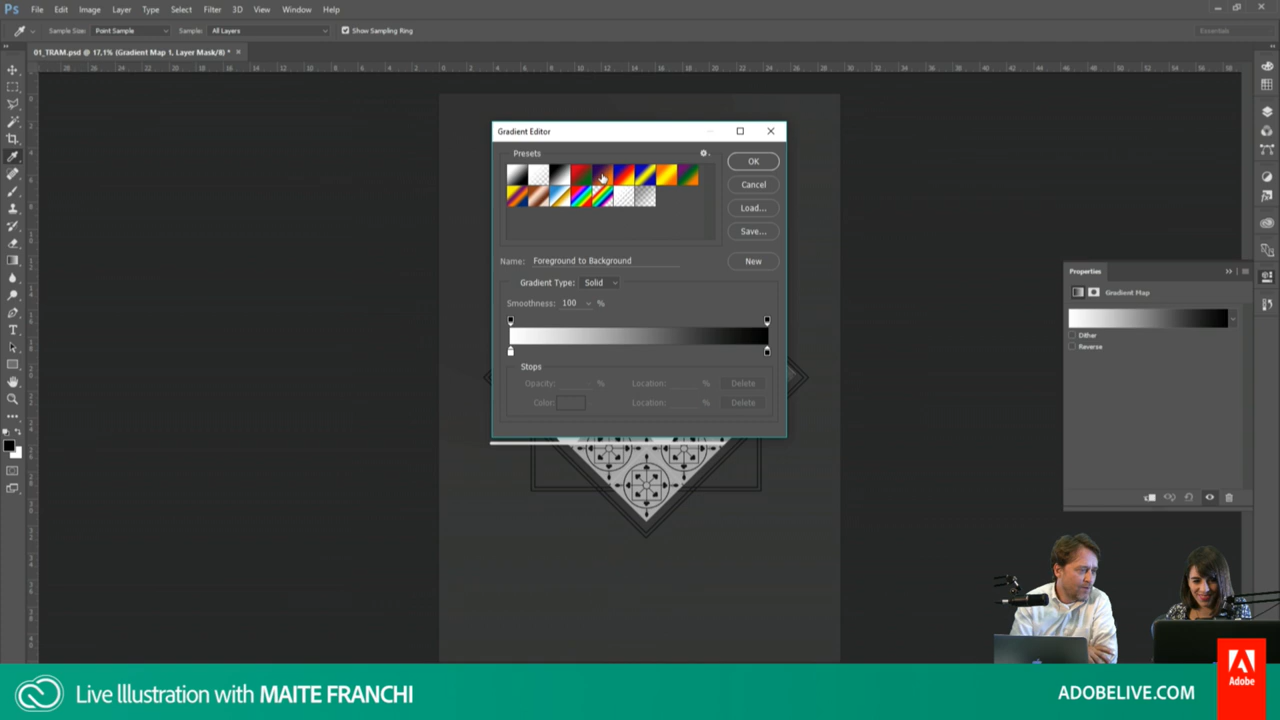 Ps File Edit Image Layer Type Select Filter 3D View Window Help
Sample Size: Point Sample Sample: All Layers Show Sampling Ring Essentials
01_TRAM.psd @ 17,1% (Gradient Map 1, Layer Mask/8) * ×
Gradient Editor
Presets
OK
Cancel
Load...
Save...
Name: Foreground to Background New
Gradient Type: Solid
Smoothness: 100 %
Stops
Opacity: % Location: % Delete
Color: Location: % Delete
Properties
Gradient Map
Dither
Reverse
Live Illustration with MAITE FRANCHI
ADOBELIVE.COM
Adobe